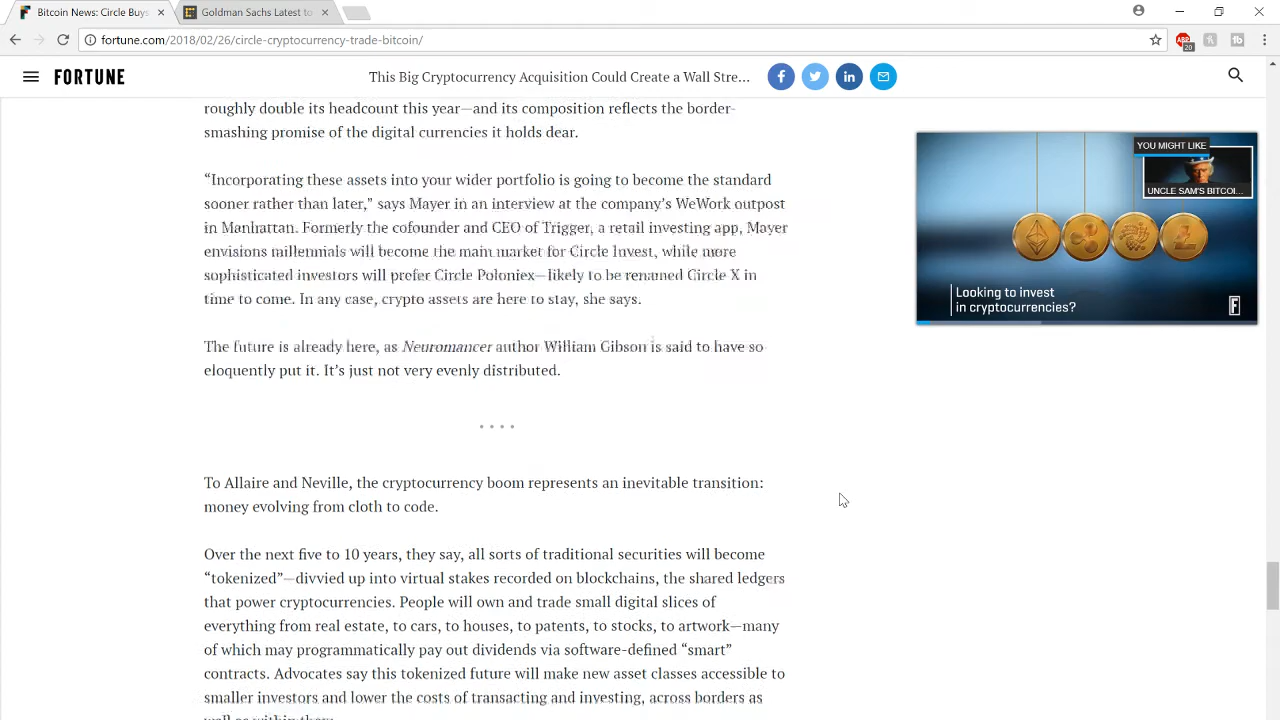 Bitcoin News: Circle Buys
Goldman Sachs Latest to
fortune.com/2018/02/26/circle-cryptocurrency-trade-bitcoin/
ABP
20
tb
FORTUNE
This Big Cryptocurrency Acquisition Could Create a Wall Stre...
roughly double its headcount this year—and its composition reflects the border-
smashing promise of the digital currencies it holds dear.
“Incorporating these assets into your wider portfolio is going to become the standard
sooner rather than later,” says Mayer in an interview at the company’s WeWork outpost
in Manhattan. Formerly the cofounder and CEO of Trigger, a retail investing app, Mayer
envisions millennials will become the main market for Circle Invest, while more
sophisticated investors will prefer Circle Poloniex—likely to be renamed Circle X in
time to come. In any case, crypto assets are here to stay, she says.
The future is already here, as Neuromancer author William Gibson is said to have so
eloquently put it. It’s just not very evenly distributed.
To Allaire and Neville, the cryptocurrency boom represents an inevitable transition:
money evolving from cloth to code.
Over the next five to 10 years, they say, all sorts of traditional securities will become
“tokenized”—divvied up into virtual stakes recorded on blockchains, the shared ledgers
that power cryptocurrencies. People will own and trade small digital slices of
everything from real estate, to cars, to houses, to patents, to stocks, to artwork—many
of which may programmatically pay out dividends via software-defined “smart”
contracts. Advocates say this tokenized future will make new asset classes accessible to
smaller investors and lower the costs of transacting and investing, across borders as
well as within them.
YOU MIGHT LIKE
UNCLE SAM'S BITCOI...
Looking to invest
in cryptocurrencies?
F